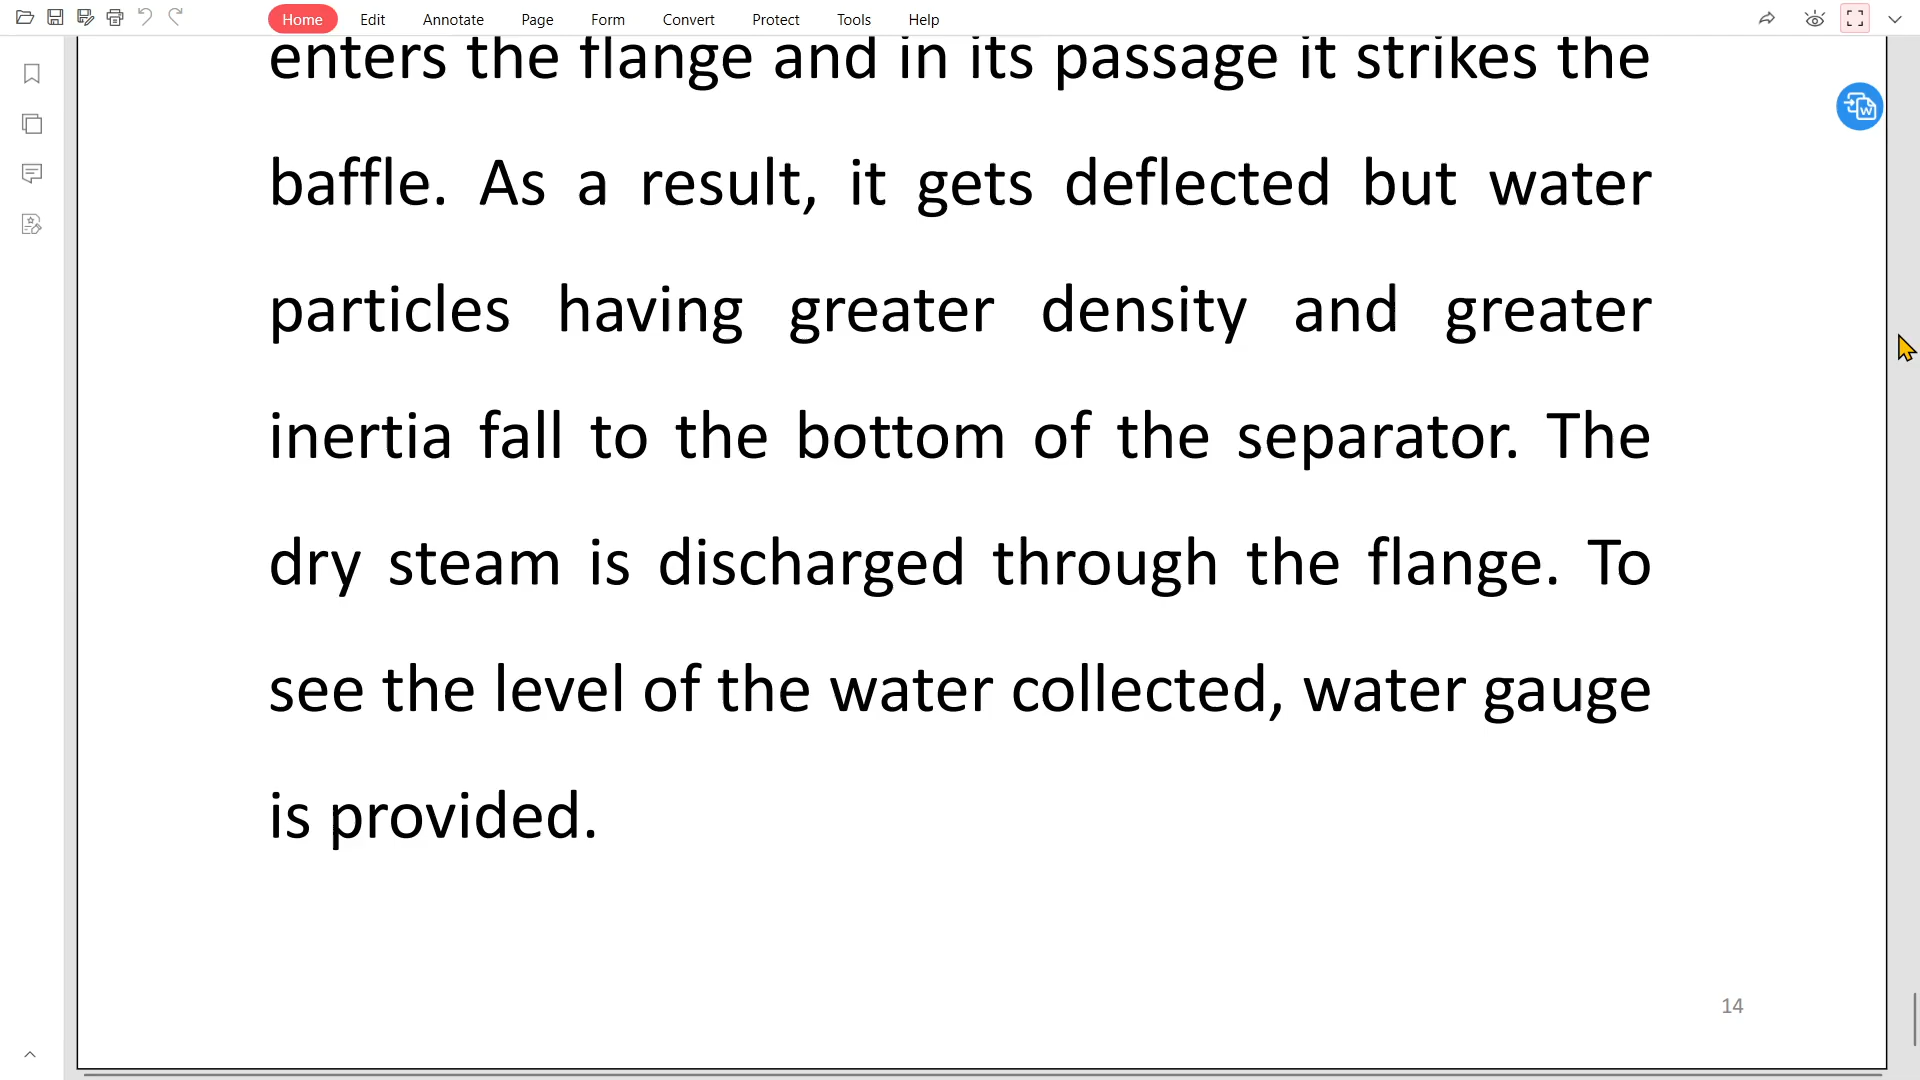 Home Edit Annotate Page Form Convert Protect Tools Help
enters the flange and in its passage it strikes the
baffle. As a result, it gets deflected but water
particles having greater density and greater
inertia fall to the bottom of the separator. The
dry steam is discharged through the flange. To
see the level of the water collected, water gauge
is provided.
14